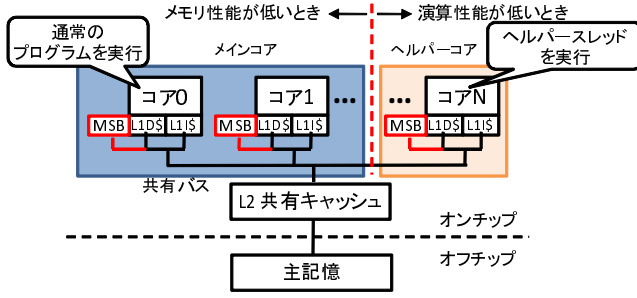 メモリ性能が低いとき
演算性能が低いとき
通常の
プログラムを実行
メインコア
ヘルパーコア
ヘルパースレッド
を実行
コア0
コア1
•••
•••
コアN
MSB L1D$ L1I$
MSB L1D$ L1I$
MSB L1D$ L1I$
共有バス
L2 共有キャッシュ
オンチップ
オフチップ
主記憶